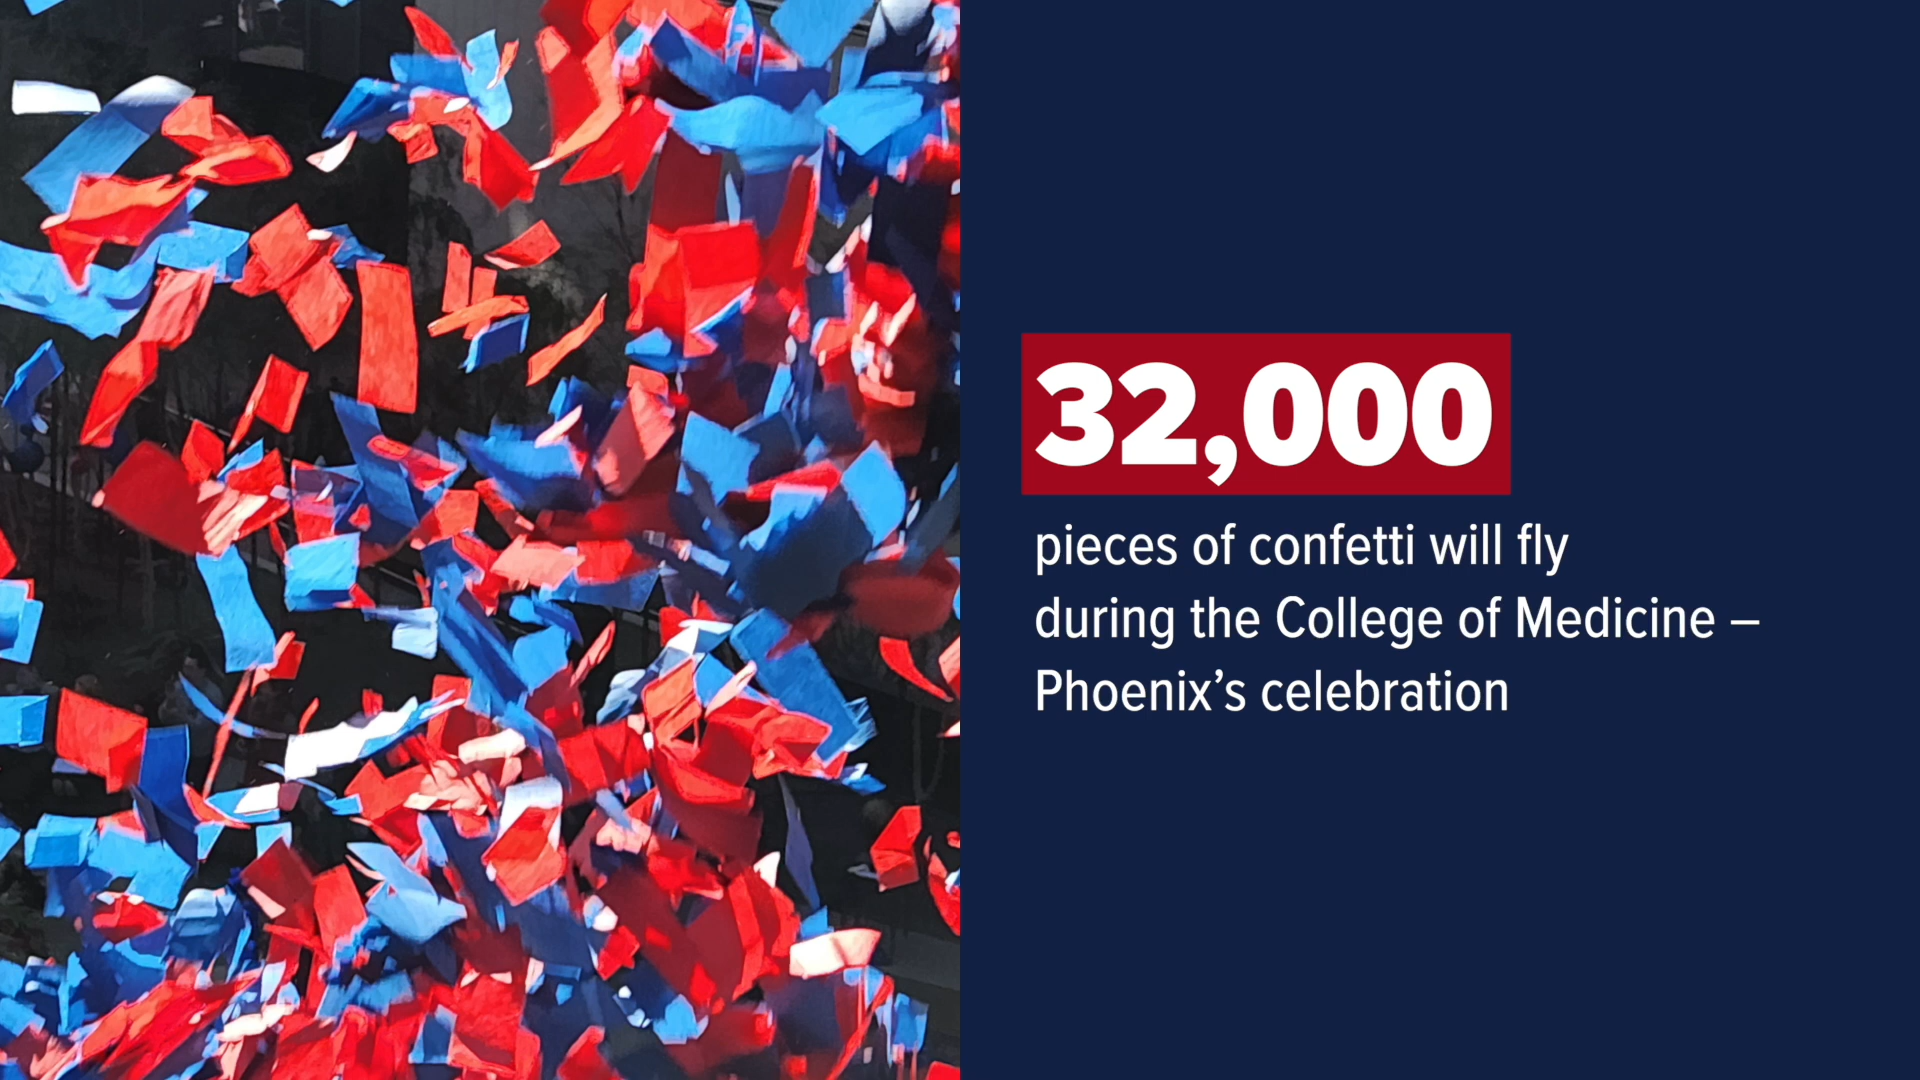 32,000
pieces of confetti will fly
during the College of Medicine –
Phoenix’s celebration